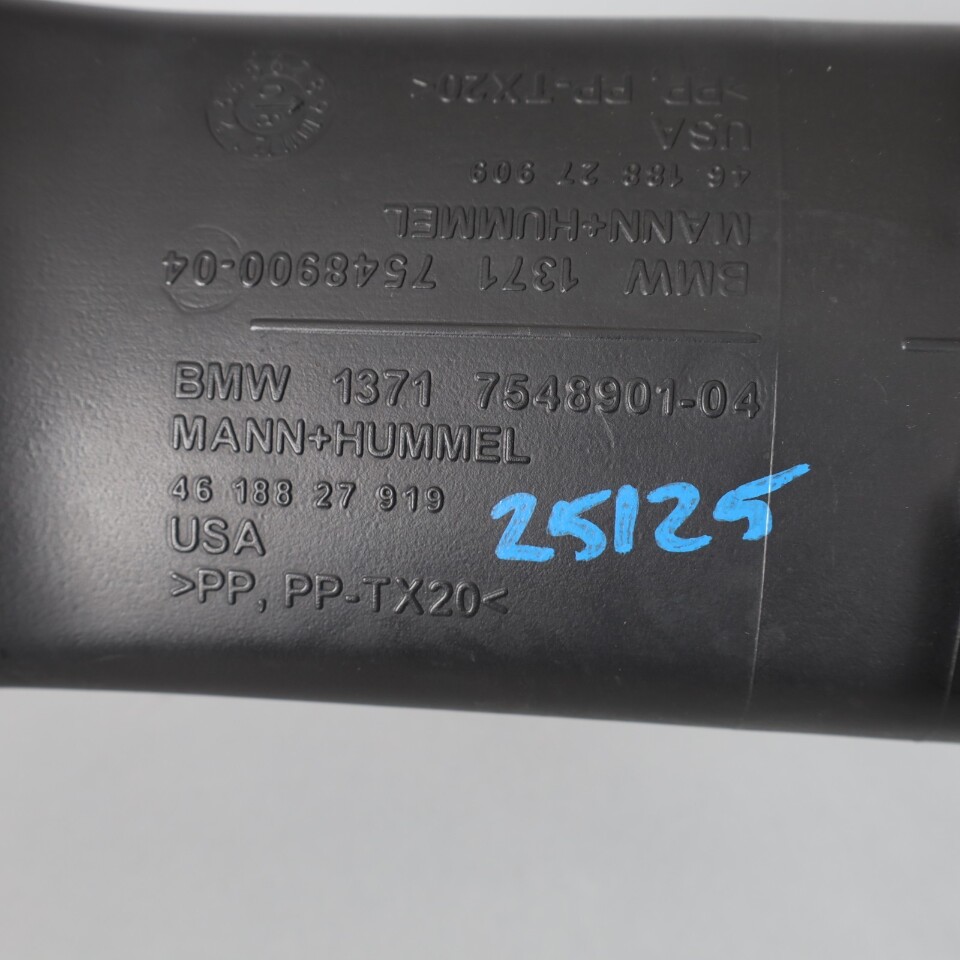 >PP, PP-TX20<
USA
46 188 27 909
MANN+HUMMEL
BMW 1371 7548900-04
BMW 1371 7548901-04
MANN+HUMMEL
46 188 27 919
USA
>PP, PP-TX20<
25125